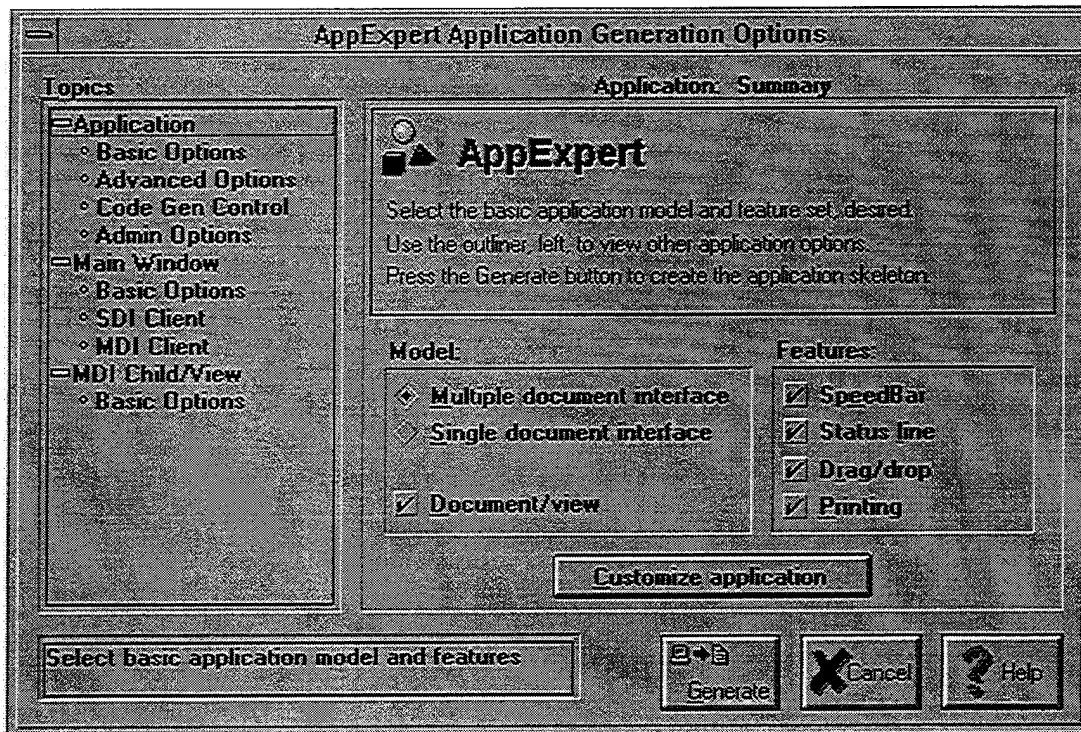 AppExpert Application Generation Options
Topics
Application
Basic Options
Advanced Options
Code Gen Control
Admin Options
Main Window
Basic Options
SDI Client
MDI Client
MDI Child/View
Basic Options
Application: Summary
AppExpert
Select the basic application model and feature set, desired.
Use the outliner, left, to view other application options.
Press the Generate button to create the application skeleton.
Model:
Multiple document interface
Single document interface
Document/view
Features:
SpeedBar
Status line
Drag/drop
Printing
Customize application
Select basic application model and features
Generate
Cancel
Help